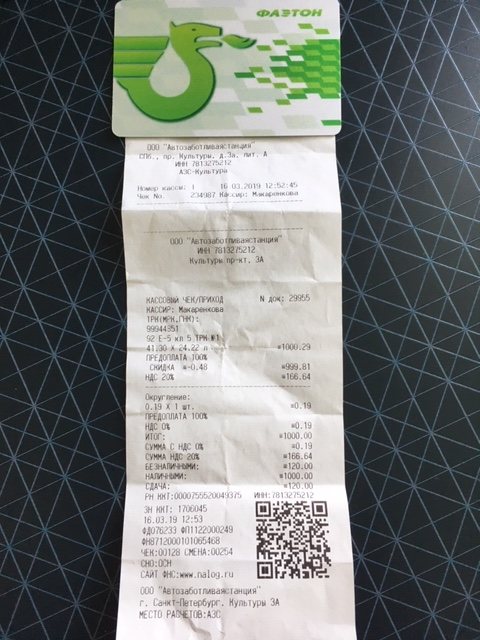 ФАЭТОН
ООО "Автозаботливаястанция"
СПб., пр. Культуры, д.3а, лит. А
ИНН 7813275212
АЗС-Культура
Номер кассы: 1 16.03.2019 12:52:45
Чек No. 234987 Кассир: Макаренкова
ООО "Автозаботливаястанция"
ИНН 7813275212
Культуры пр-кт, 3А
КАССОВЫЙ ЧЕК/ПРИХОД N док: 29955
КАССИР: Макаренкова
ТРК(МРК,ГНК):
99944351
92 Е-5 кл 5 ТРК №1
41.30 X 24.22 л =1000.29
ПРЕДОПЛАТА 100%
СКИДКА =-0.48 =999.81
НДС 20% =166.64
Округление:
0.19 X 1 шт. =0.19
ПРЕДОПЛАТА 100%
НДС 0% =0.19
ИТОГ: =1000.00
СУММА С НДС 0% =0.19
СУММА НДС 20% =166.64
БЕЗНАЛИЧНЫМИ: =120.00
НАЛИЧНЫМИ: =1000.00
СДАЧА: =120.00
РН ККТ:0000755520049375 ИНН:7813275212
ЗН ККТ: 1706045
16.03.19 12:53
ФД076233 ФП1122000249
ФН8712000101065468
ЧЕК:00128 СМЕНА:00254
СНО:ОСН
САЙТ ФНС:www.nalog.ru
ООО "Автозаботливаястанция"
г. Санкт-Петербург, Культуры 3А
МЕСТО РАСЧЕТОВ:АЗС